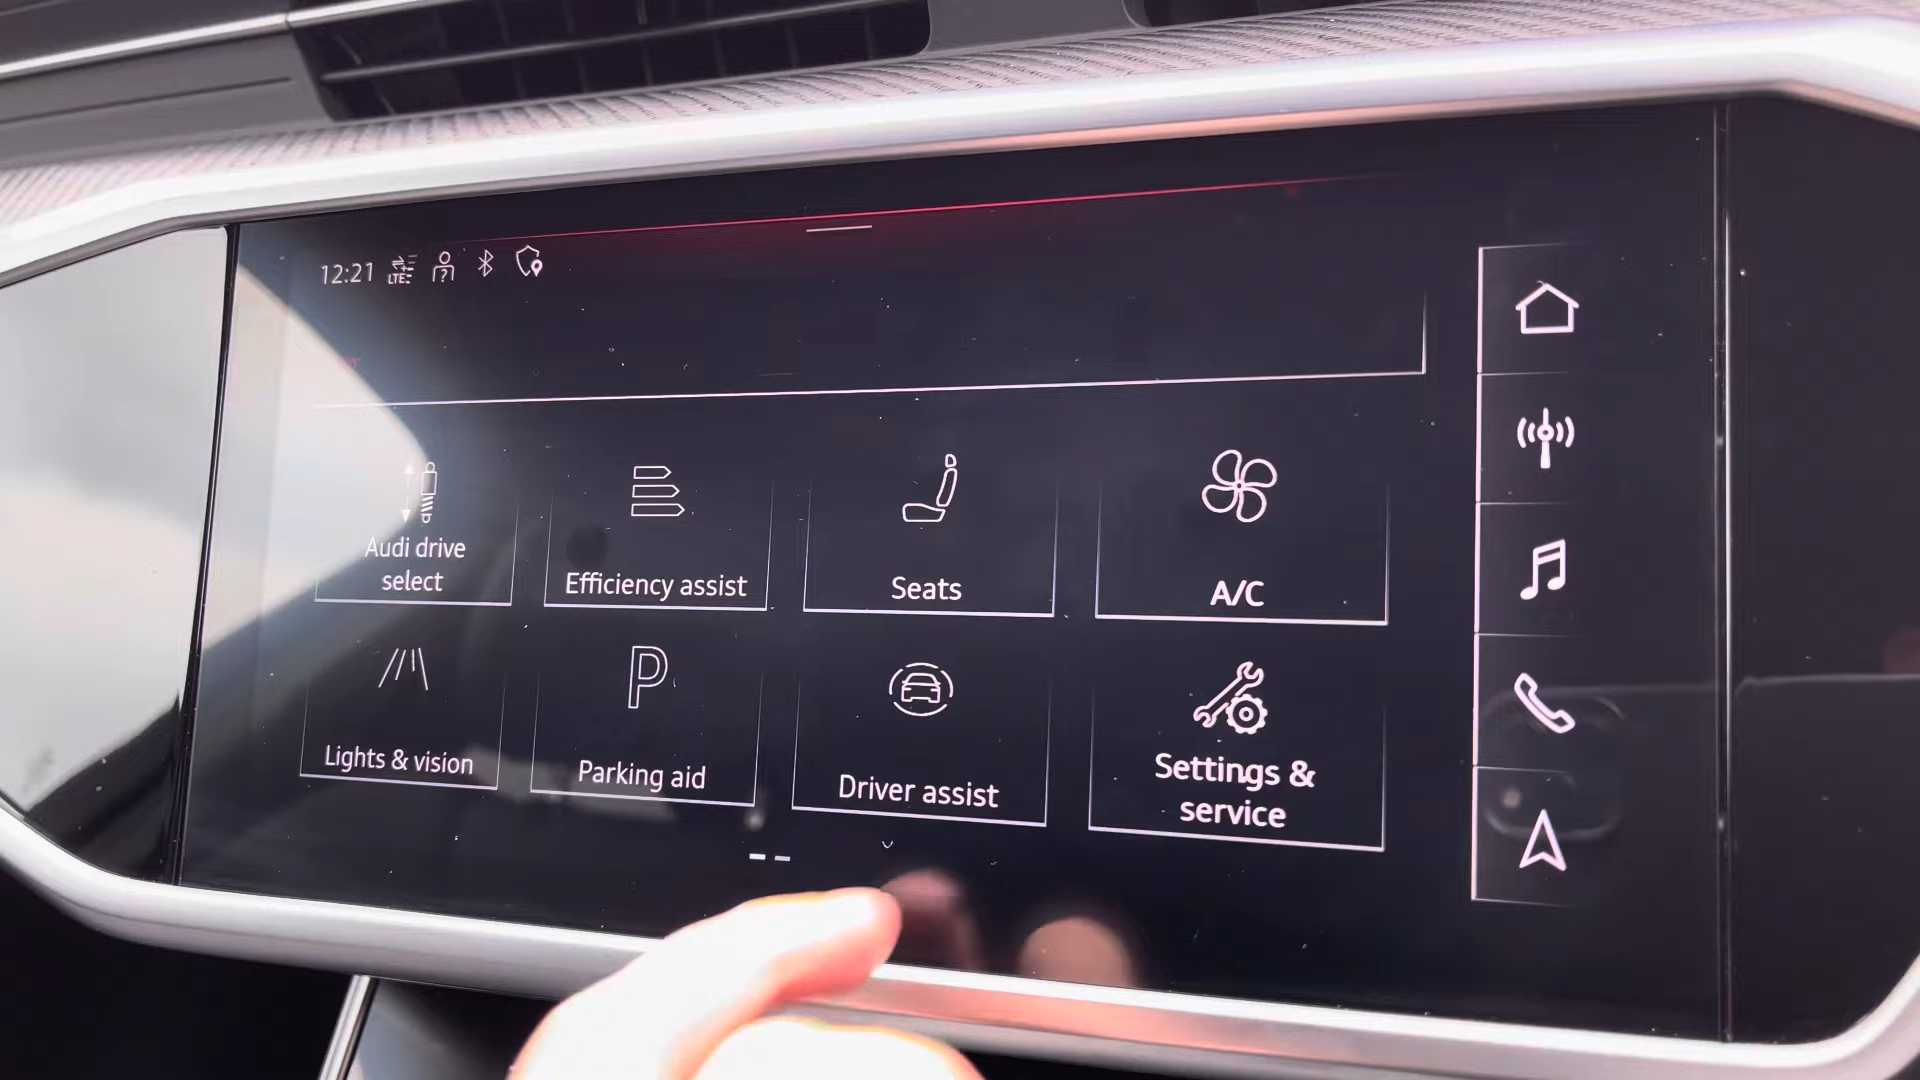 12:21 LTE
Audi drive
select
Efficiency assist
Seats
A/C
Lights & vision
P
Parking aid
Driver assist
Settings &
service